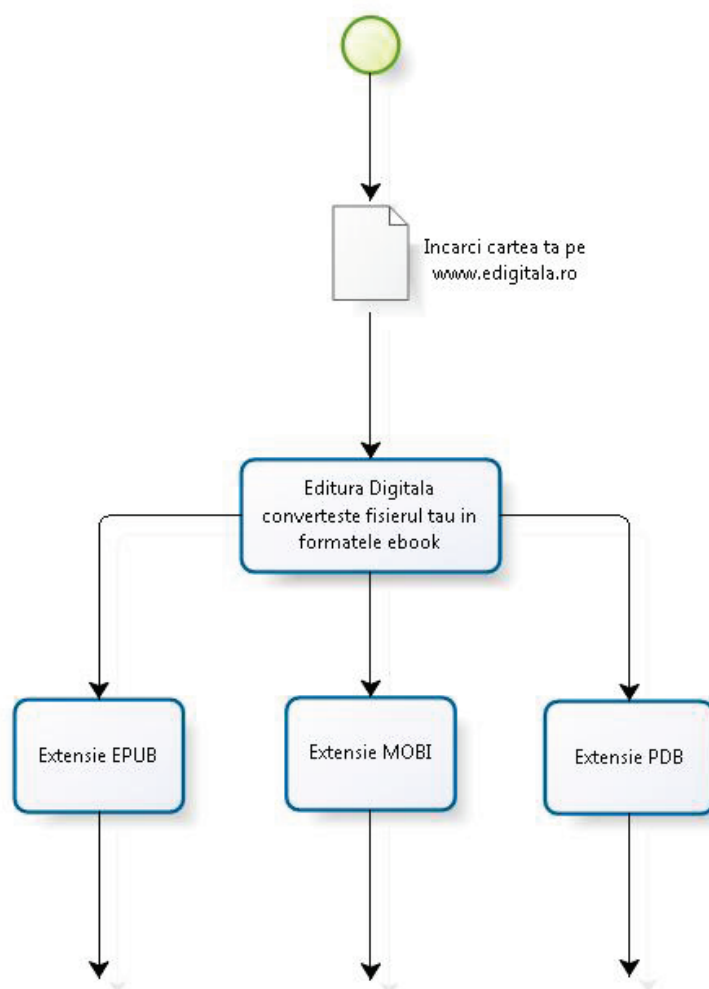 Incarci cartea ta pe
www.edigitala.ro
Editura Digitala
converteste fisierul tau in
formatele ebook
Extensie EPUB
Extensie MOBI
Extensie PDB